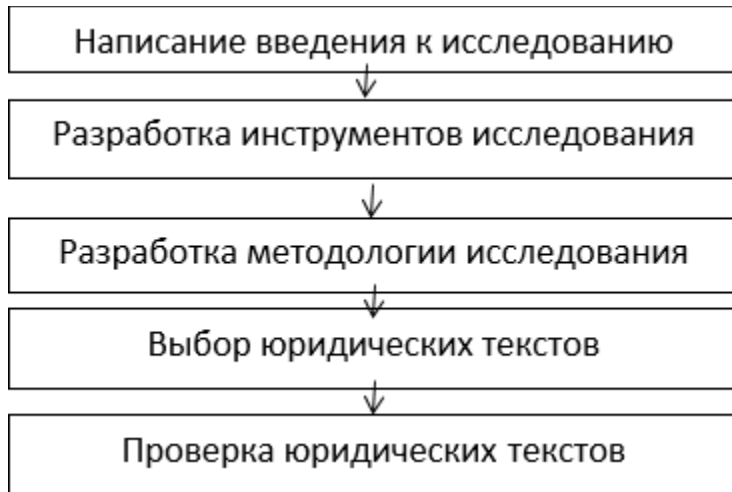 Написание введения к исследованию
Разработка инструментов исследования
Разработка методологии исследования
Выбор юридических текстов
Проверка юридических текстов